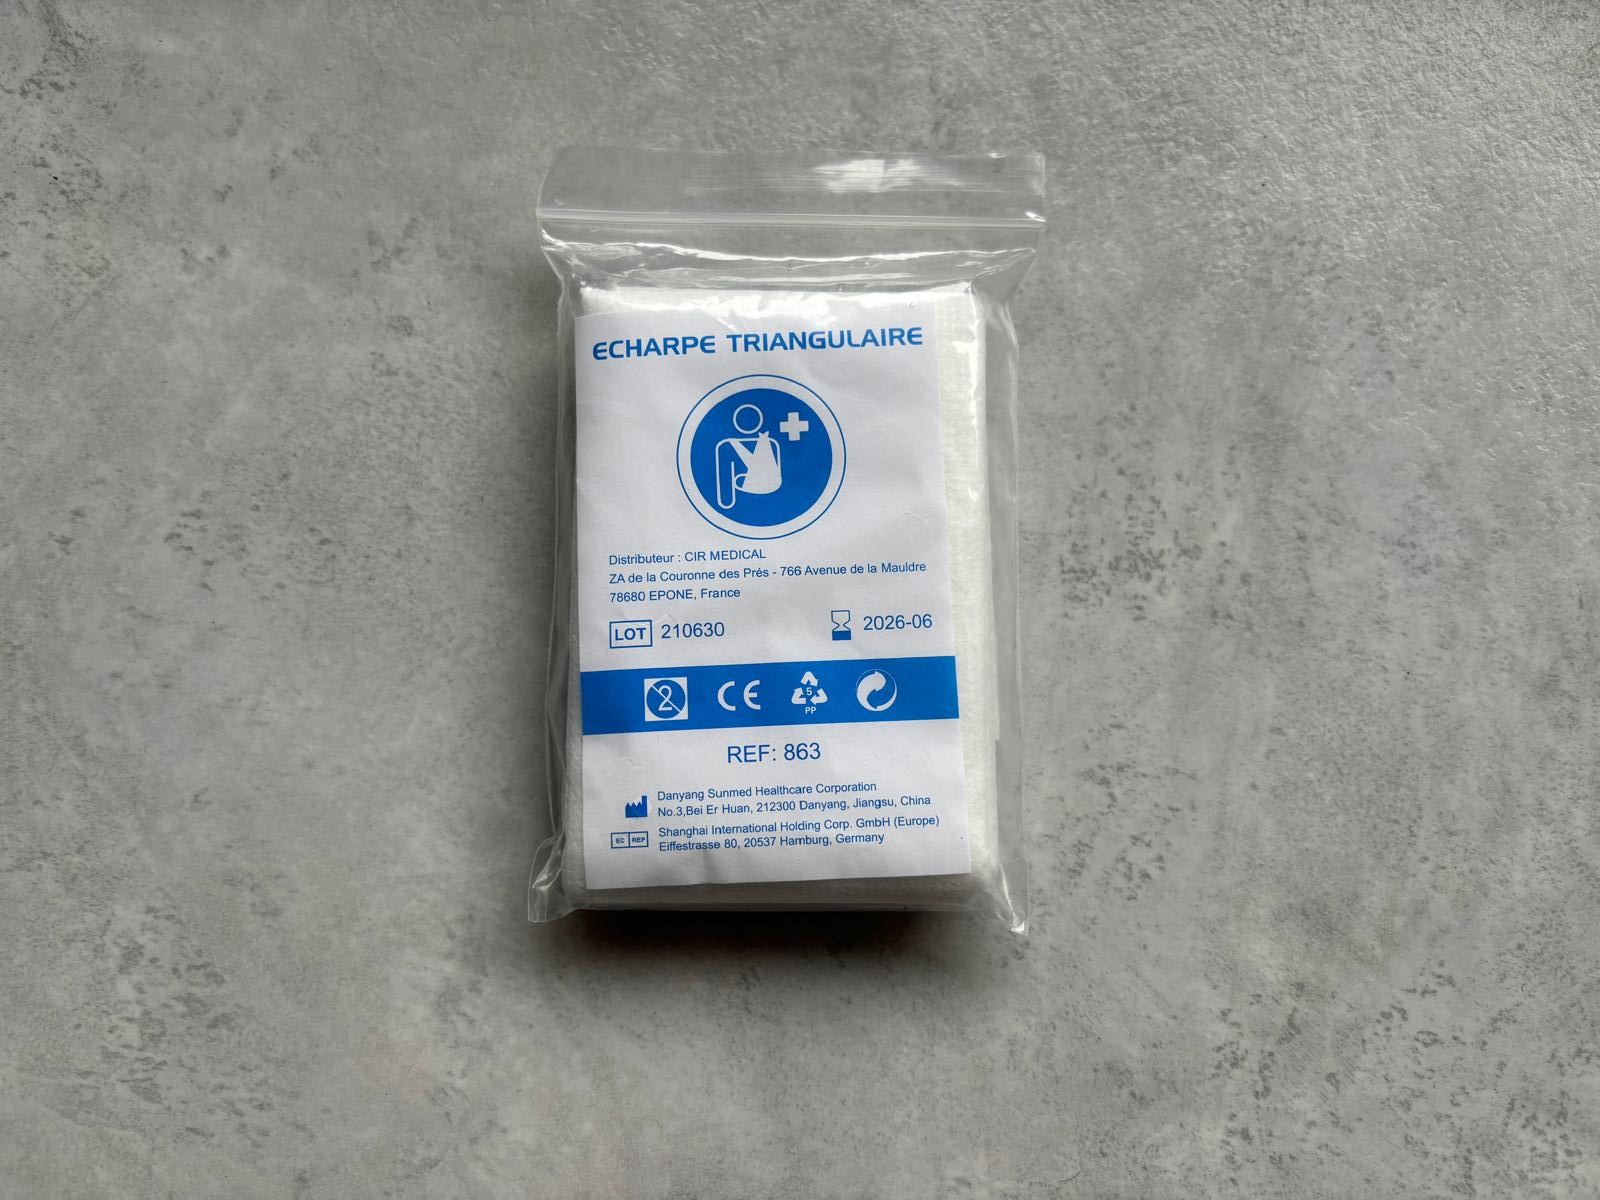 ECHARPE TRIANGULAIRE
Distributeur : CIR MEDICAL
ZA de la Couronne des Prés - 766 Avenue de la Mauldre
78680 EPONE, France
LOT 210630 2026-06
2 CE 5 PP
REF: 863
Danyang Sunmed Healthcare Corporation
No.3,Bei Er Huan, 212300 Danyang, Jiangsu, China
EC REP Shanghai International Holding Corp. GmbH (Europe)
Eiffestrasse 80, 20537 Hamburg, Germany